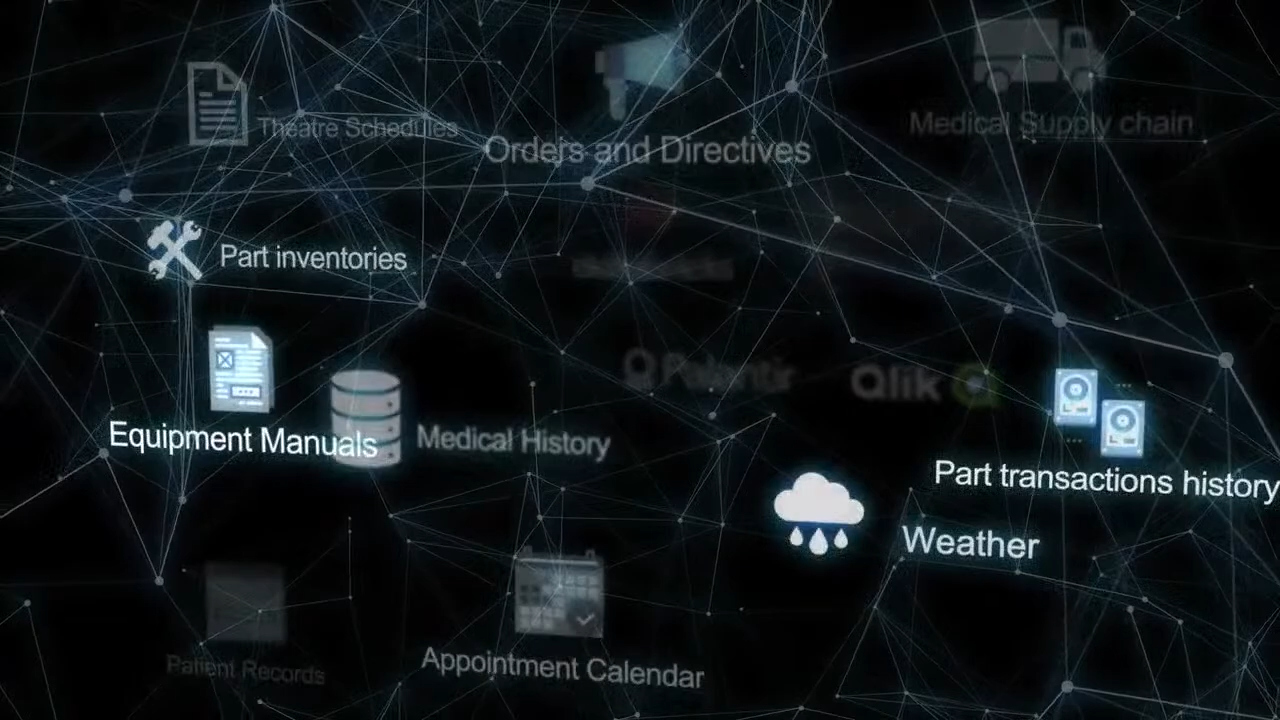 Theatre Schedules
Orders and Directives
Medical Supply chain
Part inventories
Palantir
Qlik
Equipment Manuals
Medical History
Part transactions history
Weather
Patient Records
Appointment Calendar